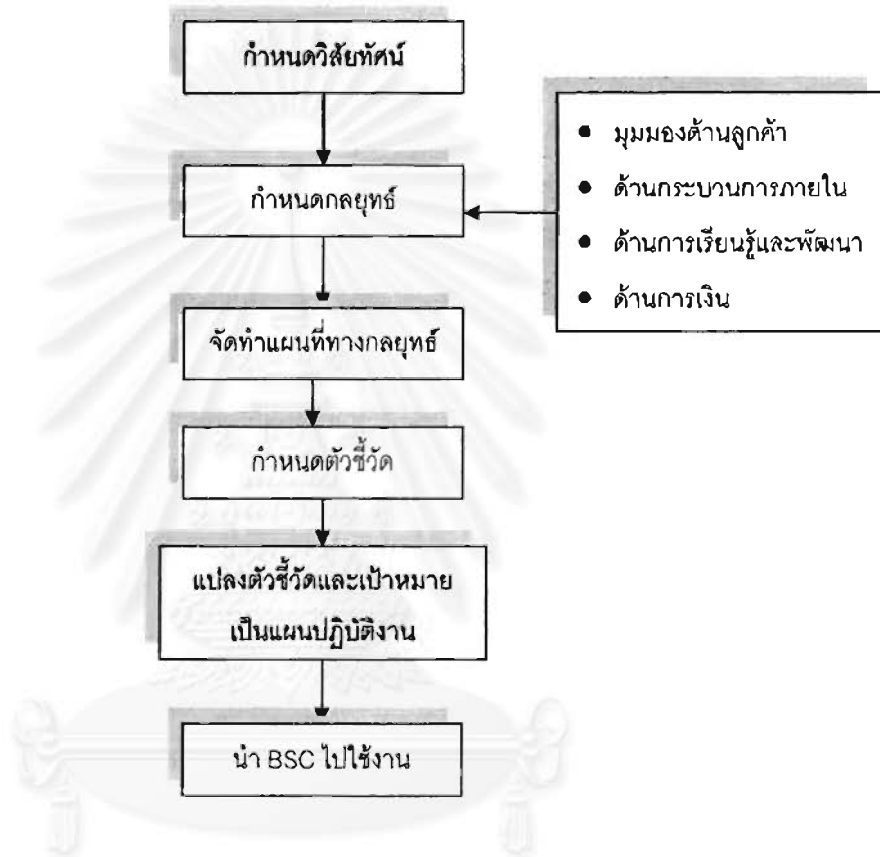 กำหนดวิสัยทัศน์
กำหนดกลยุทธ์
● มุมมองด้านลูกค้า
● ด้านกระบวนการภายใน
● ด้านการเรียนรู้และพัฒนา
● ด้านการเงิน
จัดทำแผนที่ทางกลยุทธ์
กำหนดตัวชี้วัด
แปลงตัวชี้วัดและเป้าหมาย
เป็นแผนปฏิบัติงาน
นำ BSC ไปใช้งาน